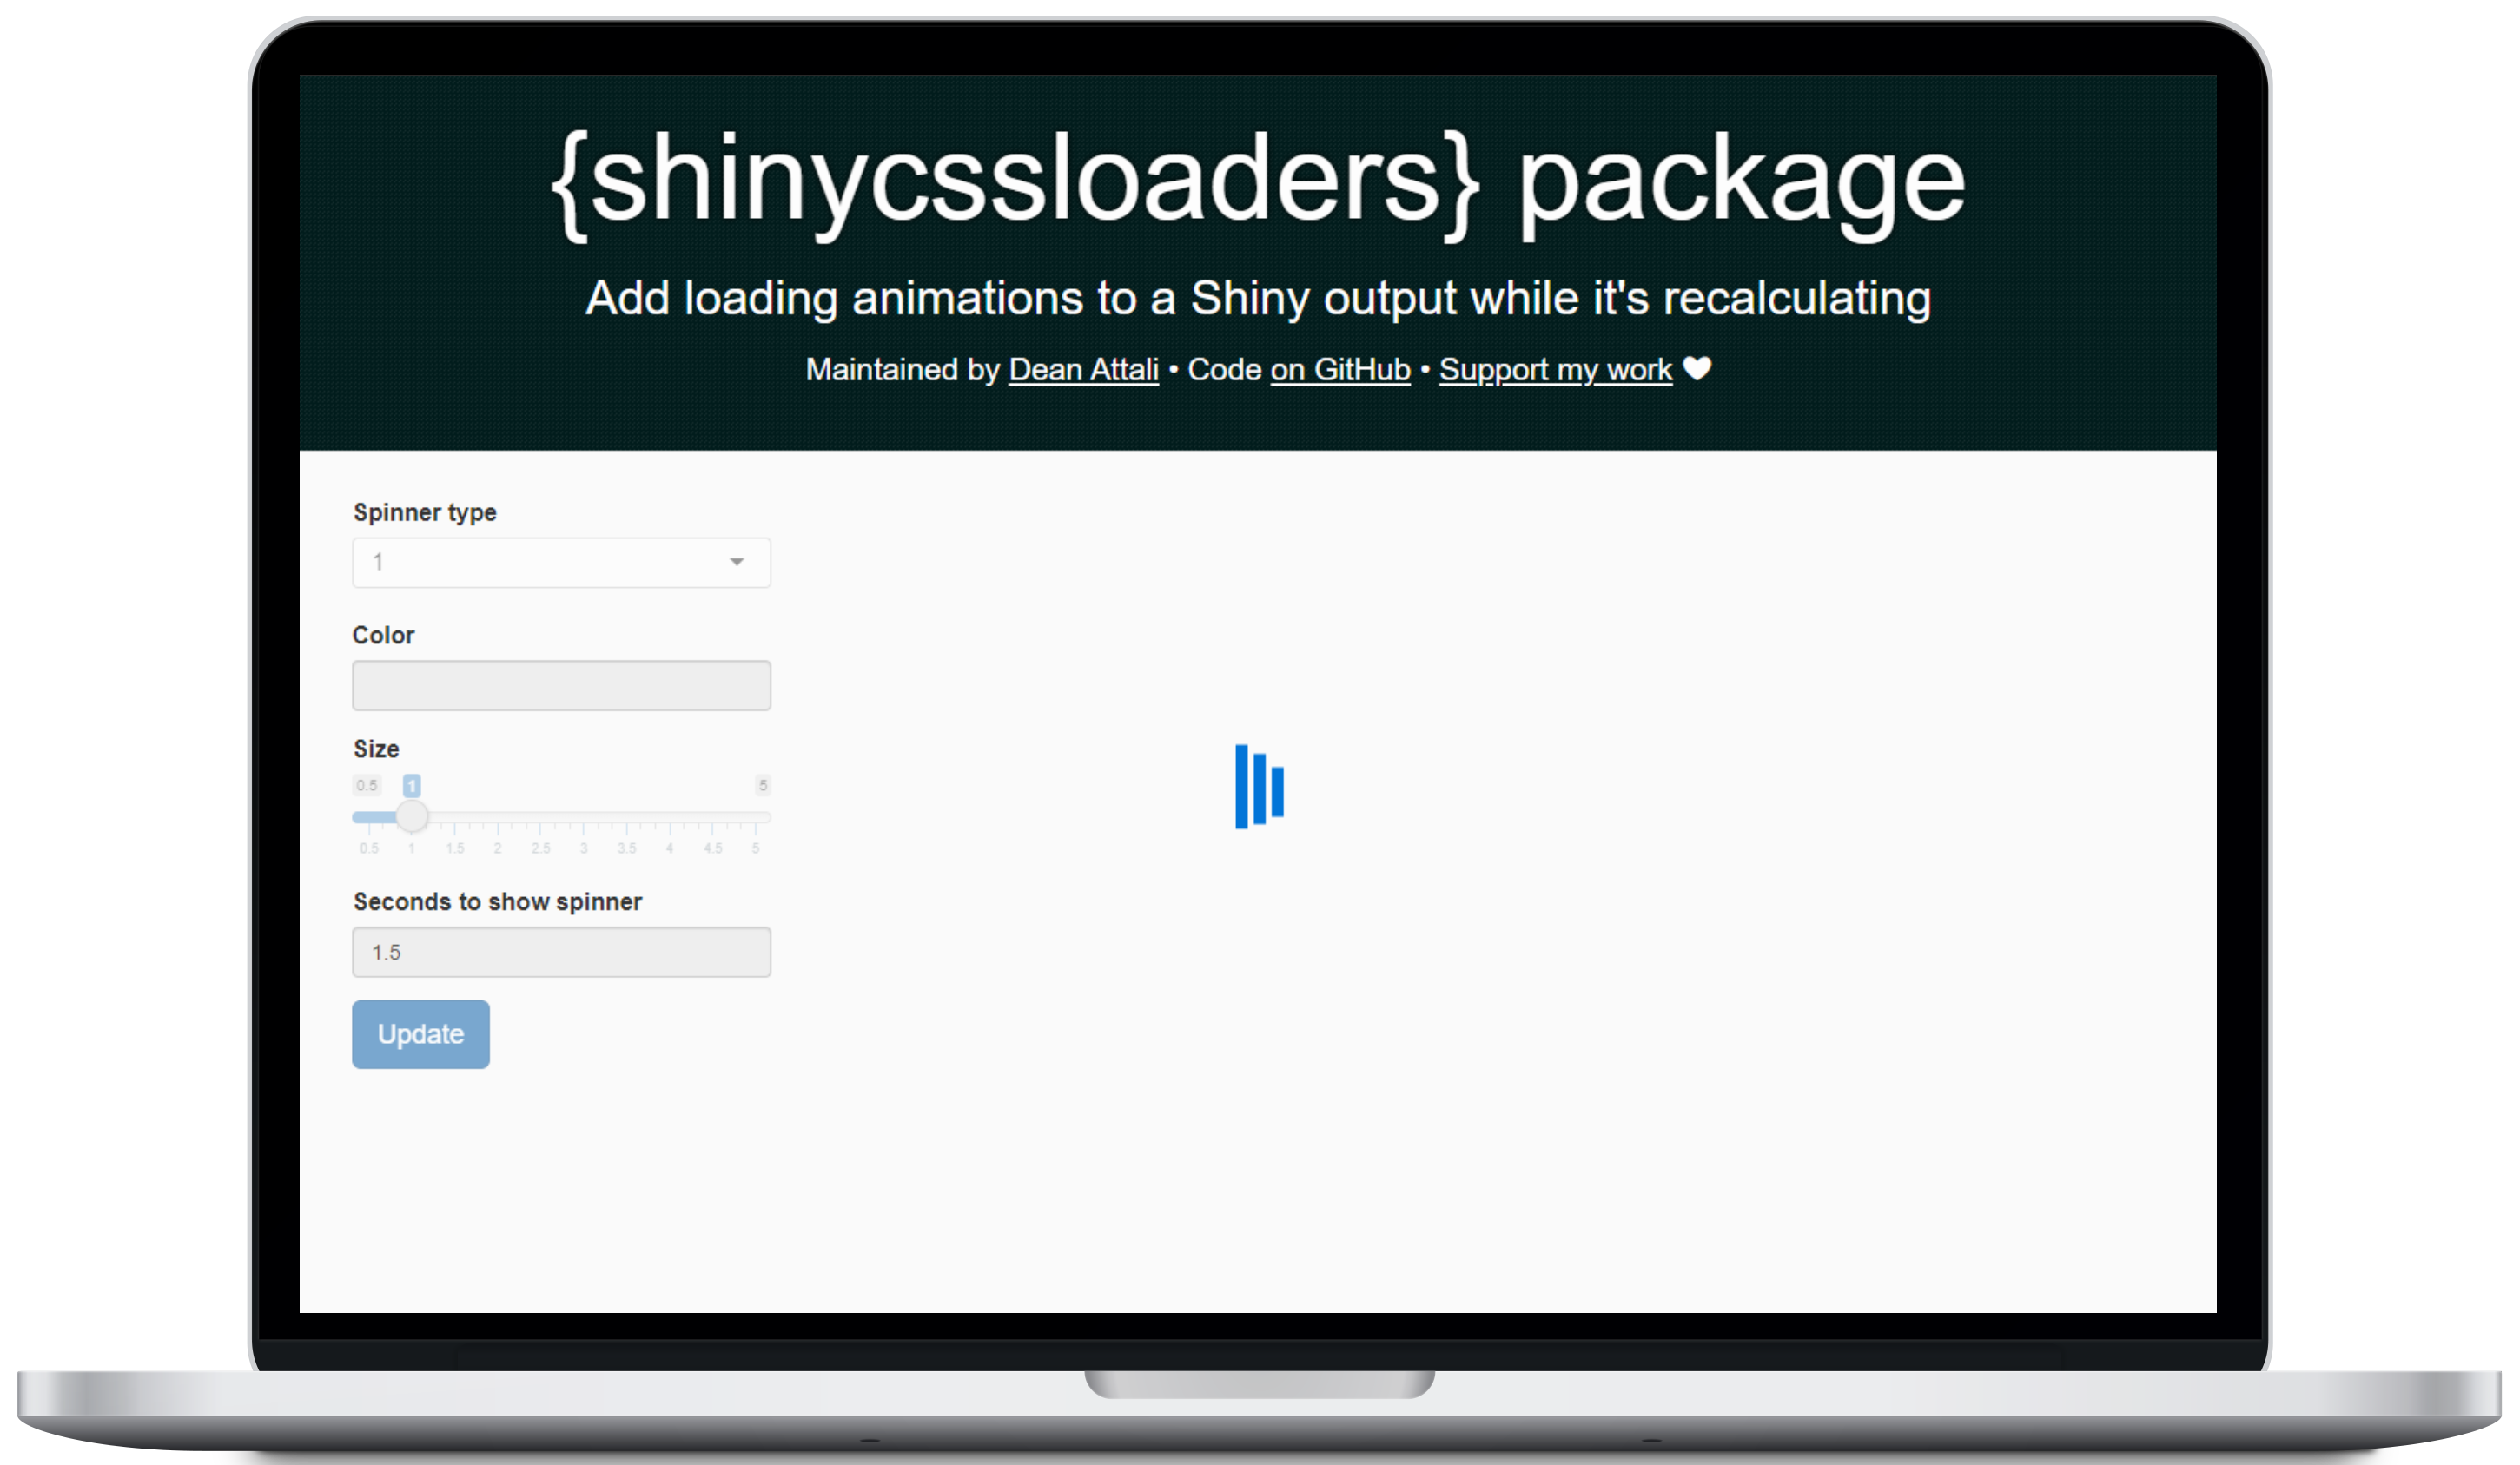 {shinycssloaders} package
Add loading animations to a Shiny output while it's recalculating
Maintained by Dean Attali • Code on GitHub • Support my work ♥
Spinner type
1
Color
Size
0.5 1 5
0.5 1 1.5 2 2.5 3 3.5 4 4.5 5
Seconds to show spinner
1.5
Update